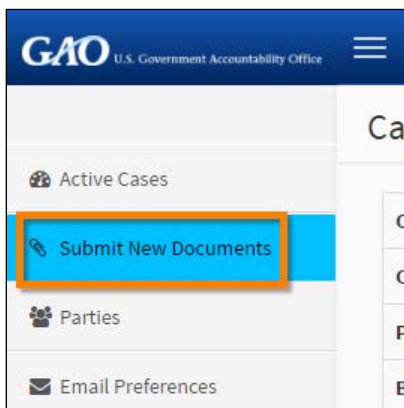 GAO U.S. Government Accountability Office
Ca
Active Cases
Submit New Documents
Parties
Email Preferences